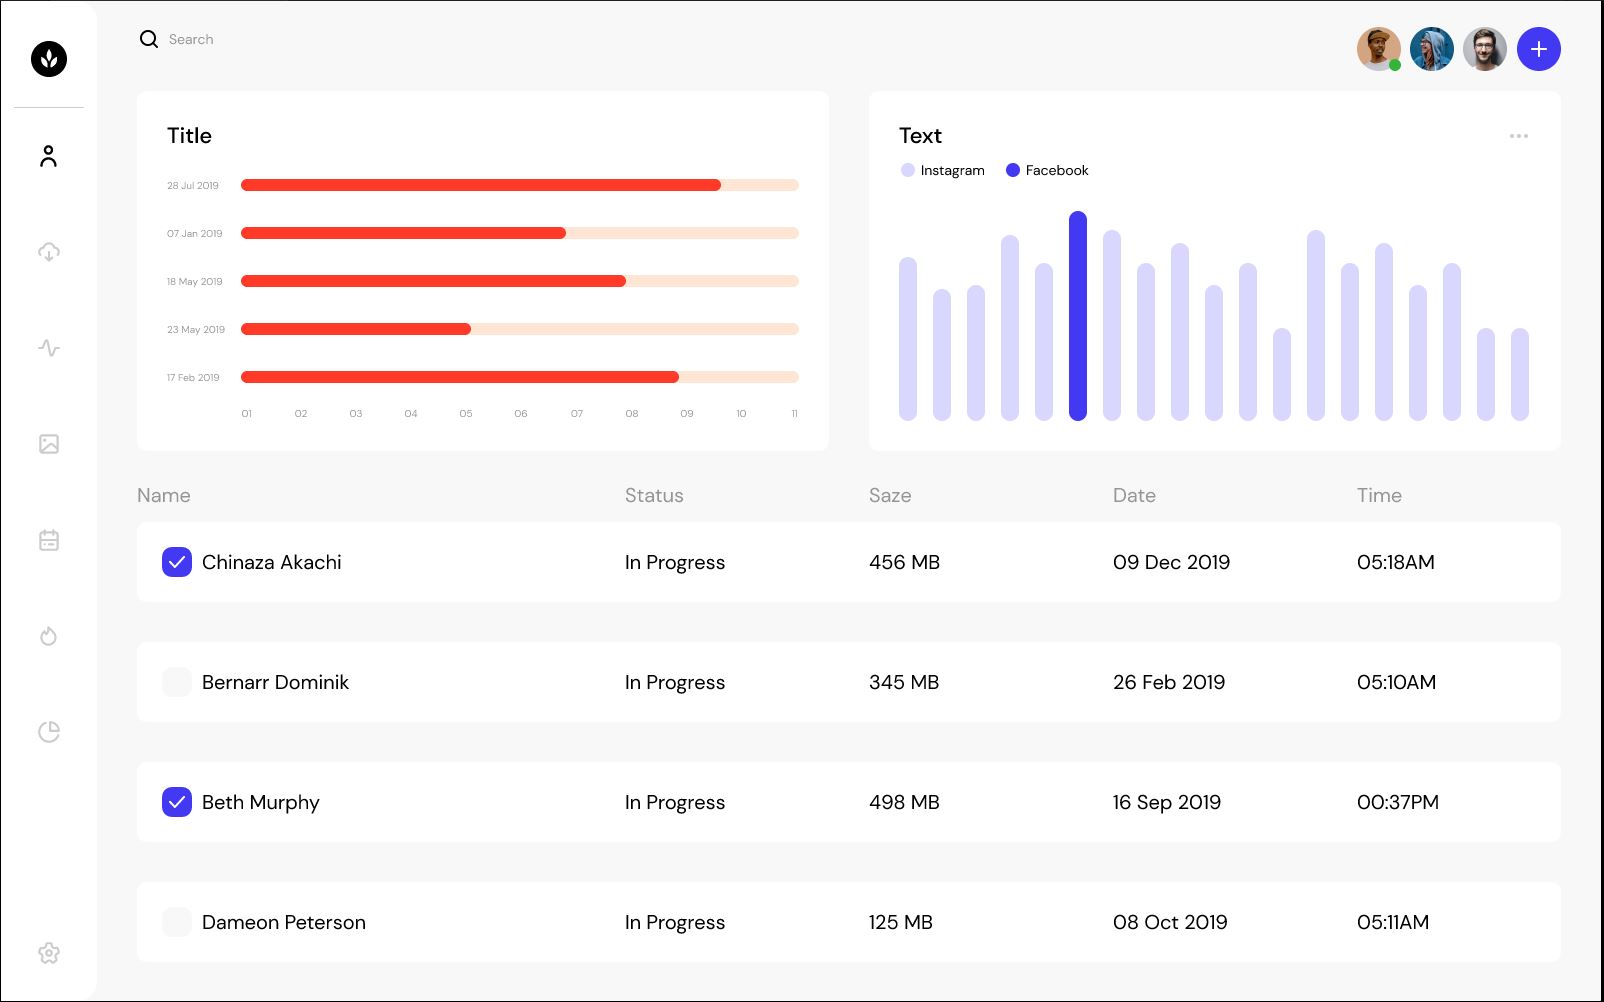 Search
Title
28 Jul 2019
07 Jan 2019
18 May 2019
23 May 2019
17 Feb 2019
01 02 03 04 05 06 07 08 09 10 11
Text
Instagram Facebook
Name Status Saze Date Time
Chinaza Akachi In Progress 456 MB 09 Dec 2019 05:18AM
Bernarr Dominik In Progress 345 MB 26 Feb 2019 05:10AM
Beth Murphy In Progress 498 MB 16 Sep 2019 00:37PM
Dameon Peterson In Progress 125 MB 08 Oct 2019 05:11AM